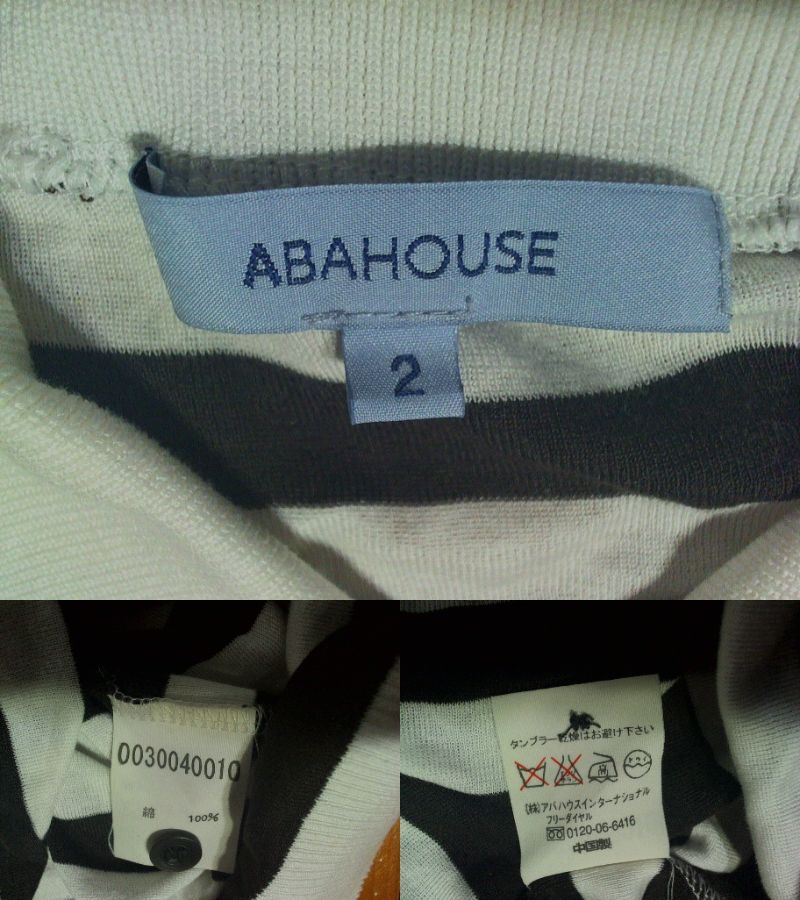 ABAHOUSE
2
0030040010
綿 100%
タンブラー乾燥はお避け下さい
(株)アバハウスインターナショナル
フリーダイヤル
0120-06-6416
中国製